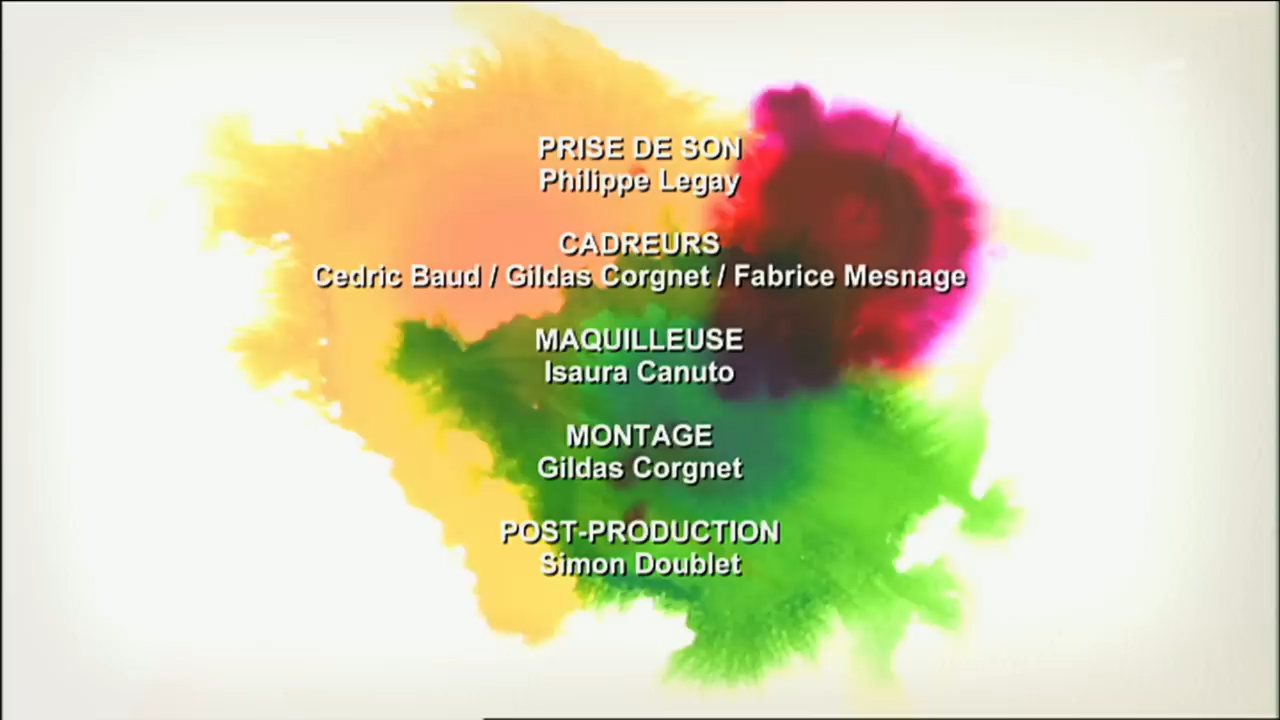 PRISE DE SON
Philippe Legay
CADREURS
Cedric Baud / Gildas Corgnet / Fabrice Mesnage
MAQUILLEUSE
Isaura Canuto
MONTAGE
Gildas Corgnet
POST-PRODUCTION
Simon Doublet